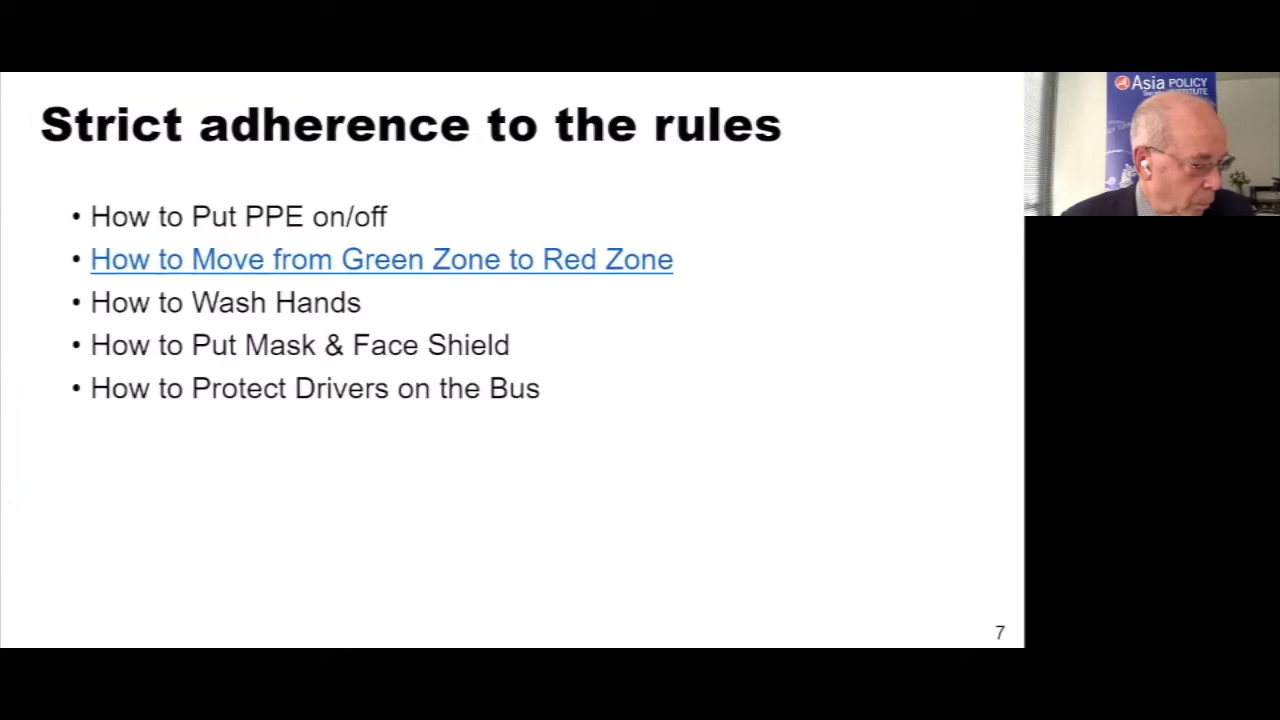 Strict adherence to the rules
• How to Put PPE on/off
• How to Move from Green Zone to Red Zone
• How to Wash Hands
• How to Put Mask & Face Shield
• How to Protect Drivers on the Bus
7
Asia POLICY